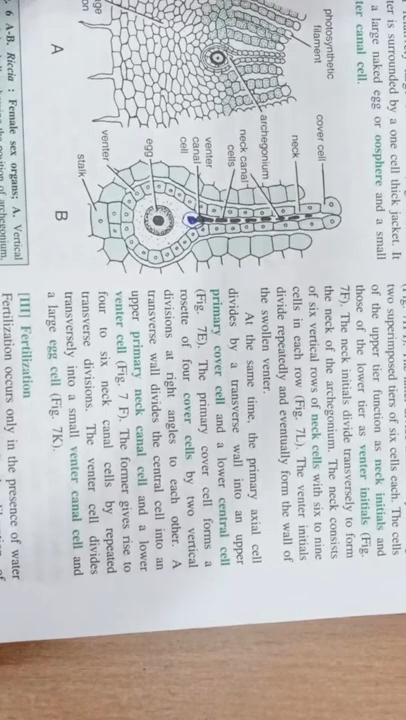 ter is surrounded by a one cell thick jacket. It
a large naked egg or oosphere and a small
ter canal cell.
photosynthetic
filament
A
cover cell
neck
archegonium
neck canal
cells
venter
canal
cell
egg
venter
stalk
B
6 A-B. Riccia : Female sex organs; A. Vertical
two superimposed tiers of six cells each. The cells
of the upper tier function as neck initials and
those of the lower tier as venter initials (Fig.
7F). The neck initials divide transversely to form
the neck of the archegonium. The neck consists
of six vertical rows of neck cells with six to nine
cells in each row (Fig. 7L). The venter initials
divide repeatedly and eventually form the wall of
the swollen venter.
At the same time, the primary axial cell
divides by a transverse wall into an upper
primary cover cell and a lower central cell
(Fig. 7E). The primary cover cell forms a
rosette of four cover cells by two vertical
divisions at right angles to each other. A
transverse wall divides the central cell into an
upper primary neck canal cell and a lower
venter cell (Fig. 7 F). The former gives rise to
four to six neck canal cells by repeated
transverse divisions. The venter cell divides
transversely into a small venter canal cell and
a large egg cell (Fig. 7K).
[III] Fertilization
Fertilization occurs only in the presence of water